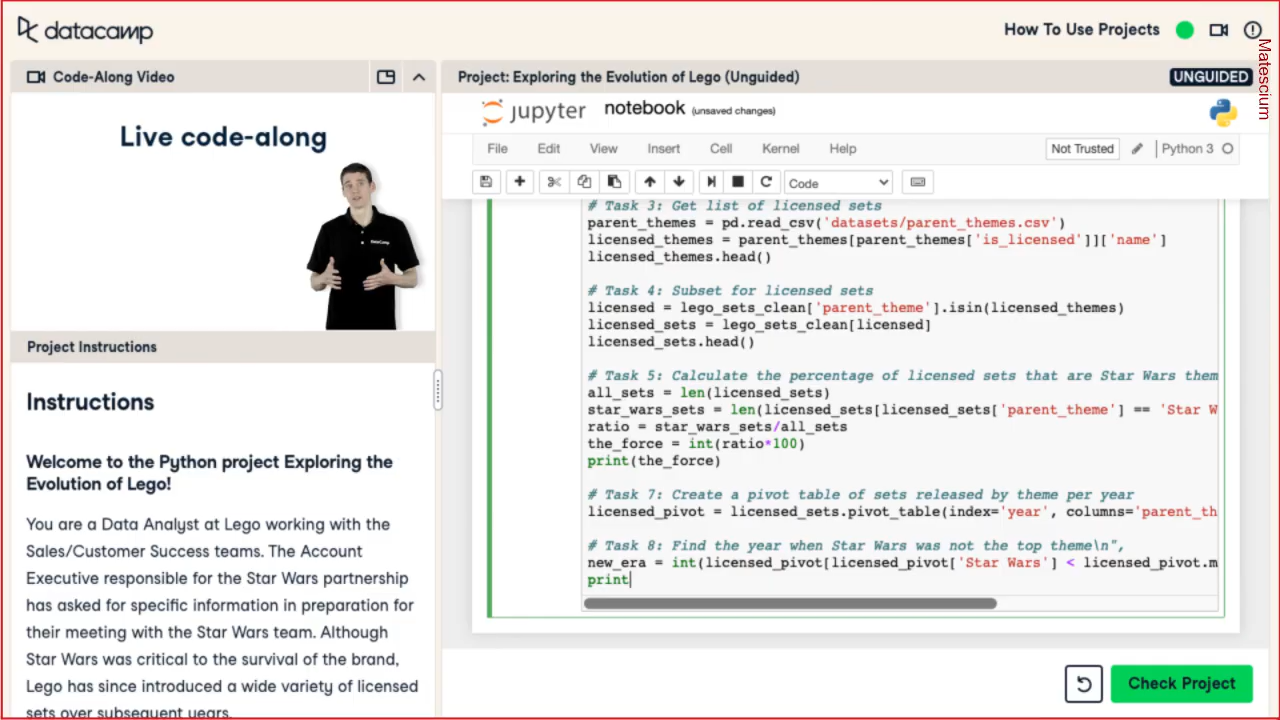 datacamp
How To Use Projects
Matescium
Code-Along Video
Project: Exploring the Evolution of Lego (Unguided)
UNGUIDED
Live code-along
DataCamp
jupyter notebook (unsaved changes)
File Edit View Insert Cell Kernel Help
Not Trusted
Python 3
Code
# Task 3: Get list of licensed sets
parent_themes = pd.read_csv('datasets/parent_themes.csv')
licensed_themes = parent_themes[parent_themes['is_licensed']]['name']
licensed_themes.head()
# Task 4: Subset for licensed sets
licensed = lego_sets_clean['parent_theme'].isin(licensed_themes)
licensed_sets = lego_sets_clean[licensed]
licensed_sets.head()
# Task 5: Calculate the percentage of licensed sets that are Star Wars them
all_sets = len(licensed_sets)
star_wars_sets = len(licensed_sets[licensed_sets['parent_theme'] == 'Star W
ratio = star_wars_sets/all_sets
the_force = int(ratio*100)
print(the_force)
# Task 7: Create a pivot table of sets released by theme per year
licensed_pivot = licensed_sets.pivot_table(index='year', columns='parent_th
# Task 8: Find the year when Star Wars was not the top theme\n",
new_era = int(licensed_pivot[licensed_pivot['Star Wars'] < licensed_pivot.m
print
Project Instructions
Instructions
Welcome to the Python project Exploring the
Evolution of Lego!
You are a Data Analyst at Lego working with the
Sales/Customer Success teams. The Account
Executive responsible for the Star Wars partnership
has asked for specific information in preparation for
their meeting with the Star Wars team. Although
Star Wars was critical to the survival of the brand,
Lego has since introduced a wide variety of licensed
sets over subsequent years.
Check Project